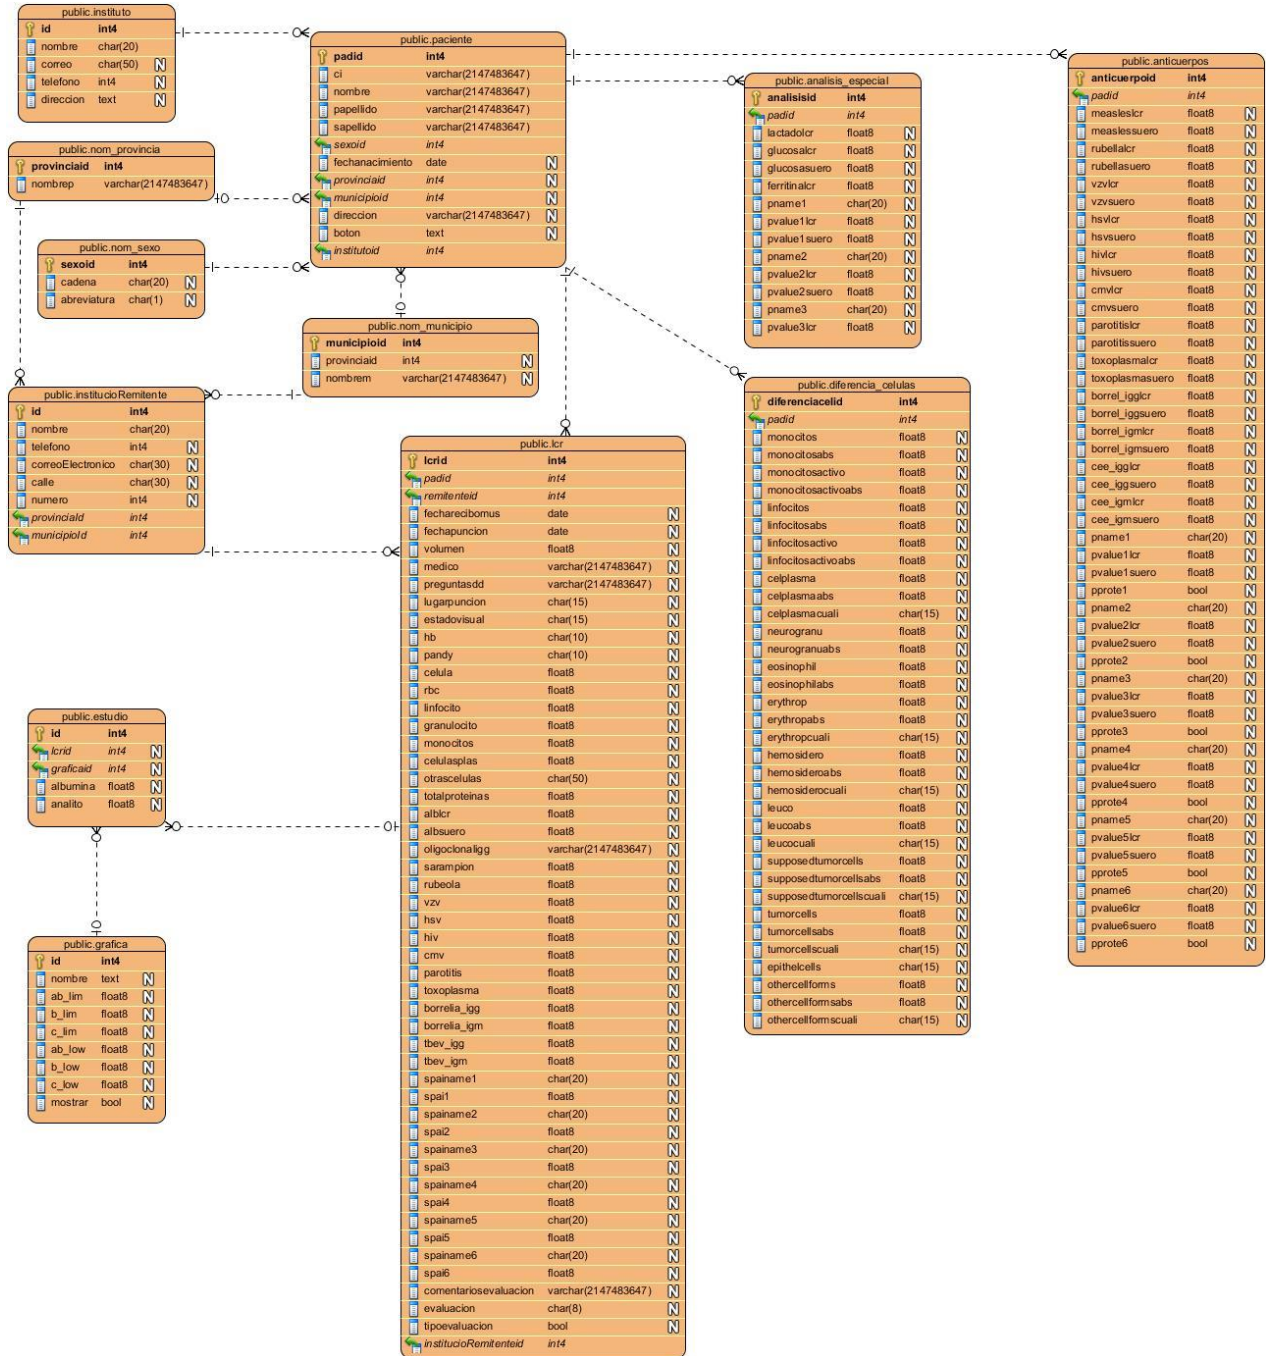 public.instituto
id int4
nombre char(20)
correo char(50) N
telefono int4 N
direccion text N
public.nom_provincia
provinciaid int4
nombrep varchar(2147483647)
public.nom_sexo
sexoid int4
cadena char(20) N
abreviatura char(1) N
public.paciente
padid int4
ci varchar(2147483647)
nombre varchar(2147483647)
papellido varchar(2147483647)
sapellido varchar(2147483647)
sexoid int4
fechanacimiento date N
provinciaid int4 N
municipioid int4 N
direccion varchar(2147483647) N
boton text N
institutoid int4
public.nom_municipio
municipioid int4
provinciaid int4 N
nombrem varchar(2147483647) N
public.institucioRemitente
id int4
nombre char(20)
telefono int4 N
correoElectronico char(30) N
calle char(30) N
numero int4 N
provinciaId int4
municipioId int4
public.analisis_especial
analisisid int4
padid int4
lactadolcr float8 N
glucosalcr float8 N
glucosasuero float8 N
ferritinalcr float8 N
pname1 char(20) N
pvalue1lcr float8 N
pvalue1suero float8 N
pname2 char(20) N
pvalue2lcr float8 N
pvalue2suero float8 N
pname3 char(20) N
pvalue3lcr float8 N
public.anticuerpos
anticuerpoid int4
padid int4
measleslcr float8 N
measlessuero float8 N
rubellalcr float8 N
rubellasuero float8 N
vzvlcr float8 N
vzvsuero float8 N
hsvlcr float8 N
hsvsuero float8 N
hivlcr float8 N
hivsuero float8 N
cmvlcr float8 N
cmvsuero float8 N
parotitislcr float8 N
parotitissuero float8 N
toxoplasmalcr float8 N
toxoplasmasuero float8 N
borrel_igglcr float8 N
borrel_iggsuero float8 N
borrel_igmlcr float8 N
borrel_igmsuero float8 N
cee_igglcr float8 N
cee_iggsuero float8 N
cee_igmlcr float8 N
cee_igmsuero float8 N
pname1 char(20) N
pvalue1lcr float8 N
pvalue1suero float8 N
pprote1 bool N
pname2 char(20) N
pvalue2lcr float8 N
pvalue2suero float8 N
pprote2 bool N
pname3 char(20) N
pvalue3lcr float8 N
pvalue3suero float8 N
pprote3 bool N
pname4 char(20) N
pvalue4lcr float8 N
pvalue4suero float8 N
pprote4 bool N
pname5 char(20) N
pvalue5lcr float8 N
pvalue5suero float8 N
pprote5 bool N
pname6 char(20) N
pvalue6lcr float8 N
pvalue6suero float8 N
pprote6 bool N
public.diferencia_celulas
diferenciacelid int4
padid int4
monocitos float8 N
monocitosabs float8 N
monocitosactivo float8 N
monocitosactivoabs float8 N
linfocitos float8 N
linfocitosabs float8 N
linfocitosactivo float8 N
linfocitosactivoabs float8 N
celplasma float8 N
celplasmaabs float8 N
celplasmacuali char(15) N
neurogranu float8 N
neurogranuabs float8 N
eosinophil float8 N
eosinophilabs float8 N
erythrop float8 N
erythropabs float8 N
erythropcuali char(15) N
hemosidero float8 N
hemosideroabs float8 N
hemosiderocuali char(15) N
leuco float8 N
leucoabs float8 N
leucocuali char(15) N
supposedtumorcells float8 N
supposedtumorcellsabs float8 N
supposedtumorcellscuali char(15) N
tumorcells float8 N
tumorcellsabs float8 N
tumorcellscuali char(15) N
epithelcells char(15) N
othercellforms float8 N
othercellformsabs float8 N
othercellformscuali char(15) N
public.lcr
lcrid int4
padid int4
remitenteid int4
fecharecibomus date N
fechapuncion date N
volumen float8 N
medico varchar(2147483647) N
preguntasdd varchar(2147483647) N
lugarpuncion char(15) N
estadovisual char(15) N
hb char(10) N
pandy char(10) N
celula float8 N
rbc float8 N
linfocito float8 N
granulocito float8 N
monocitos float8 N
celulasplas float8 N
otrascelulas char(50) N
totalproteinas float8 N
alblcr float8 N
albsuero float8 N
oligoclonaligg varchar(2147483647) N
sarampion float8 N
rubeola float8 N
vzv float8 N
hsv float8 N
hiv float8 N
cmv float8 N
parotitis float8 N
toxoplasma float8 N
borrelia_igg float8 N
borrelia_igm float8 N
tbev_igg float8 N
tbev_igm float8 N
spainame1 char(20) N
spai1 float8 N
spainame2 char(20) N
spai2 float8 N
spainame3 char(20) N
spai3 float8 N
spainame4 char(20) N
spai4 float8 N
spainame5 char(20) N
spai5 float8 N
spainame6 char(20) N
spai6 float8 N
comentariosevaluacion varchar(2147483647) N
evaluacion char(8) N
tipoevaluacion bool N
institucioRemitenteid int4
public.estudio
id int4
lcrid int4 N
graficaid int4 N
albumina float8 N
analito float8 N
public.grafica
id int4
nombre text N
ab_lim float8 N
b_lim float8 N
c_lim float8 N
ab_low float8 N
b_low float8 N
c_low float8 N
mostrar bool N